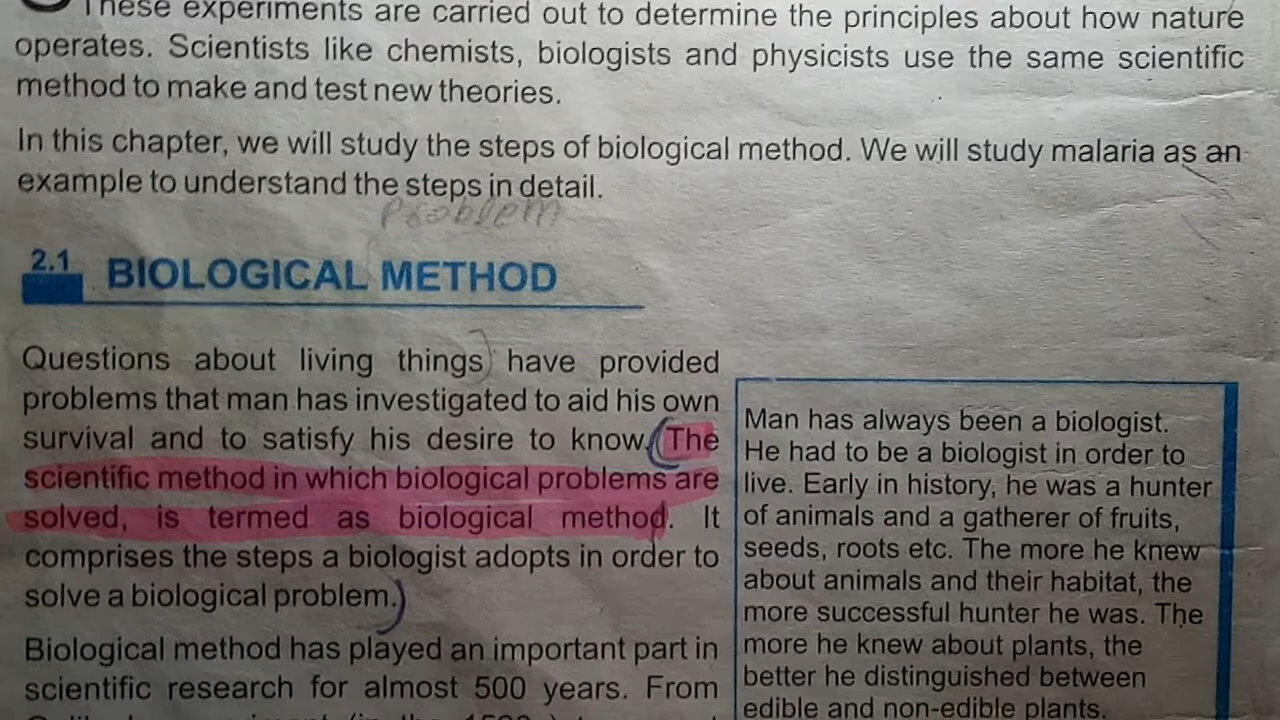 These experiments are carried out to determine the principles about how nature
operates. Scientists like chemists, biologists and physicists use the same scientific
method to make and test new theories.
In this chapter, we will study the steps of biological method. We will study malaria as an
example to understand the steps in detail.
Problem
2.1 BIOLOGICAL METHOD
Questions about living things have provided
problems that man has investigated to aid his own
survival and to satisfy his desire to know. (The
scientific method in which biological problems are
solved, is termed as biological method. It
comprises the steps a biologist adopts in order to
solve a biological problem.)
Biological method has played an important part in
scientific research for almost 500 years. From
Man has always been a biologist.
He had to be a biologist in order to
live. Early in history, he was a hunter
of animals and a gatherer of fruits,
seeds, roots etc. The more he knew
about animals and their habitat, the
more successful hunter he was. The
more he knew about plants, the
better he distinguished between
edible and non-edible plants.